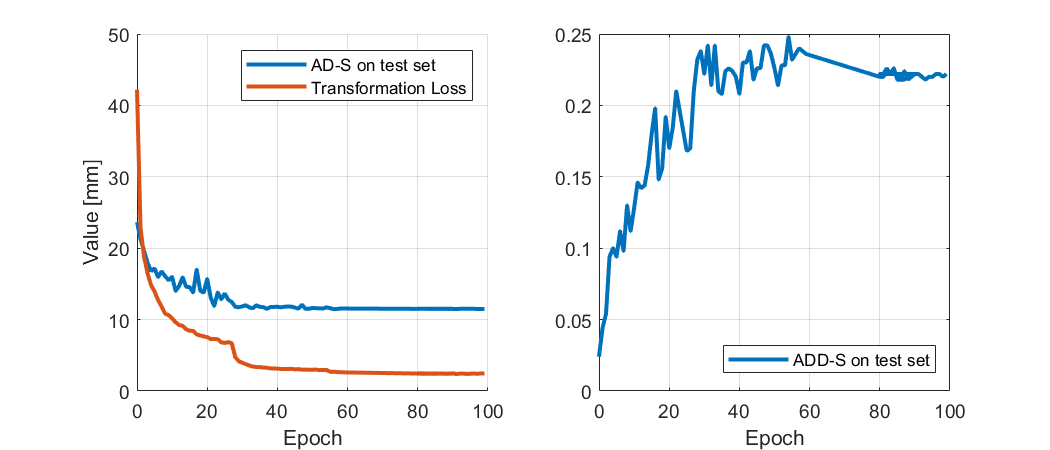 50
40
30
20
10
0
Value [mm]
AD-S on test set
Transformation Loss
0 20 40 60 80 100
Epoch
0.25
0.2
0.15
0.1
0.05
0
ADD-S on test set
0 20 40 60 80 100
Epoch